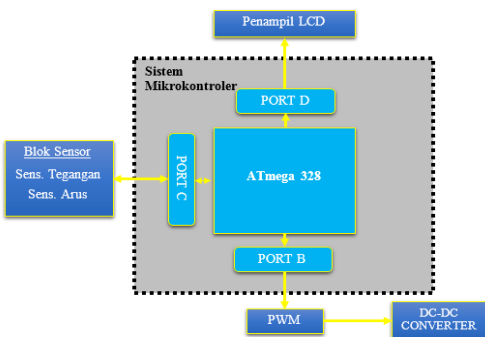 Penampil LCD
Sistem
Mikrokontroler
PORT D
Blok Sensor
Sens. Tegangan
Sens. Arus
PORT C
ATmega 328
PORT B
PWM
DC-DC
CONVERTER